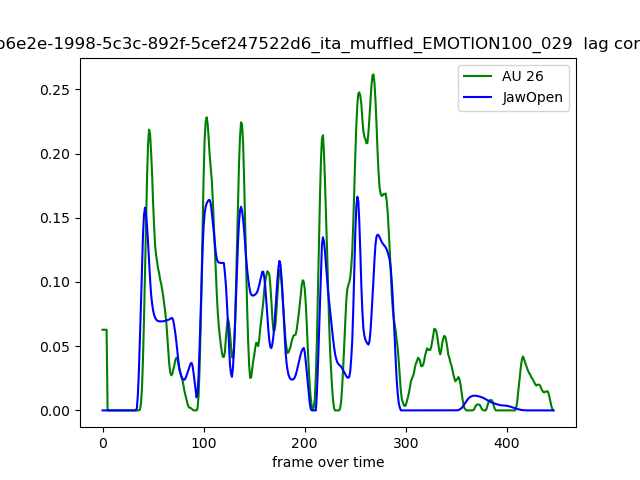 b6e2e-1998-5c3c-892f-5cef247522d6_ita_muffled_EMOTION100_029 lag cor
AU 26
JawOpen
0.25
0.20
0.15
0.10
0.05
0.00
0 100 200 300 400
frame over time